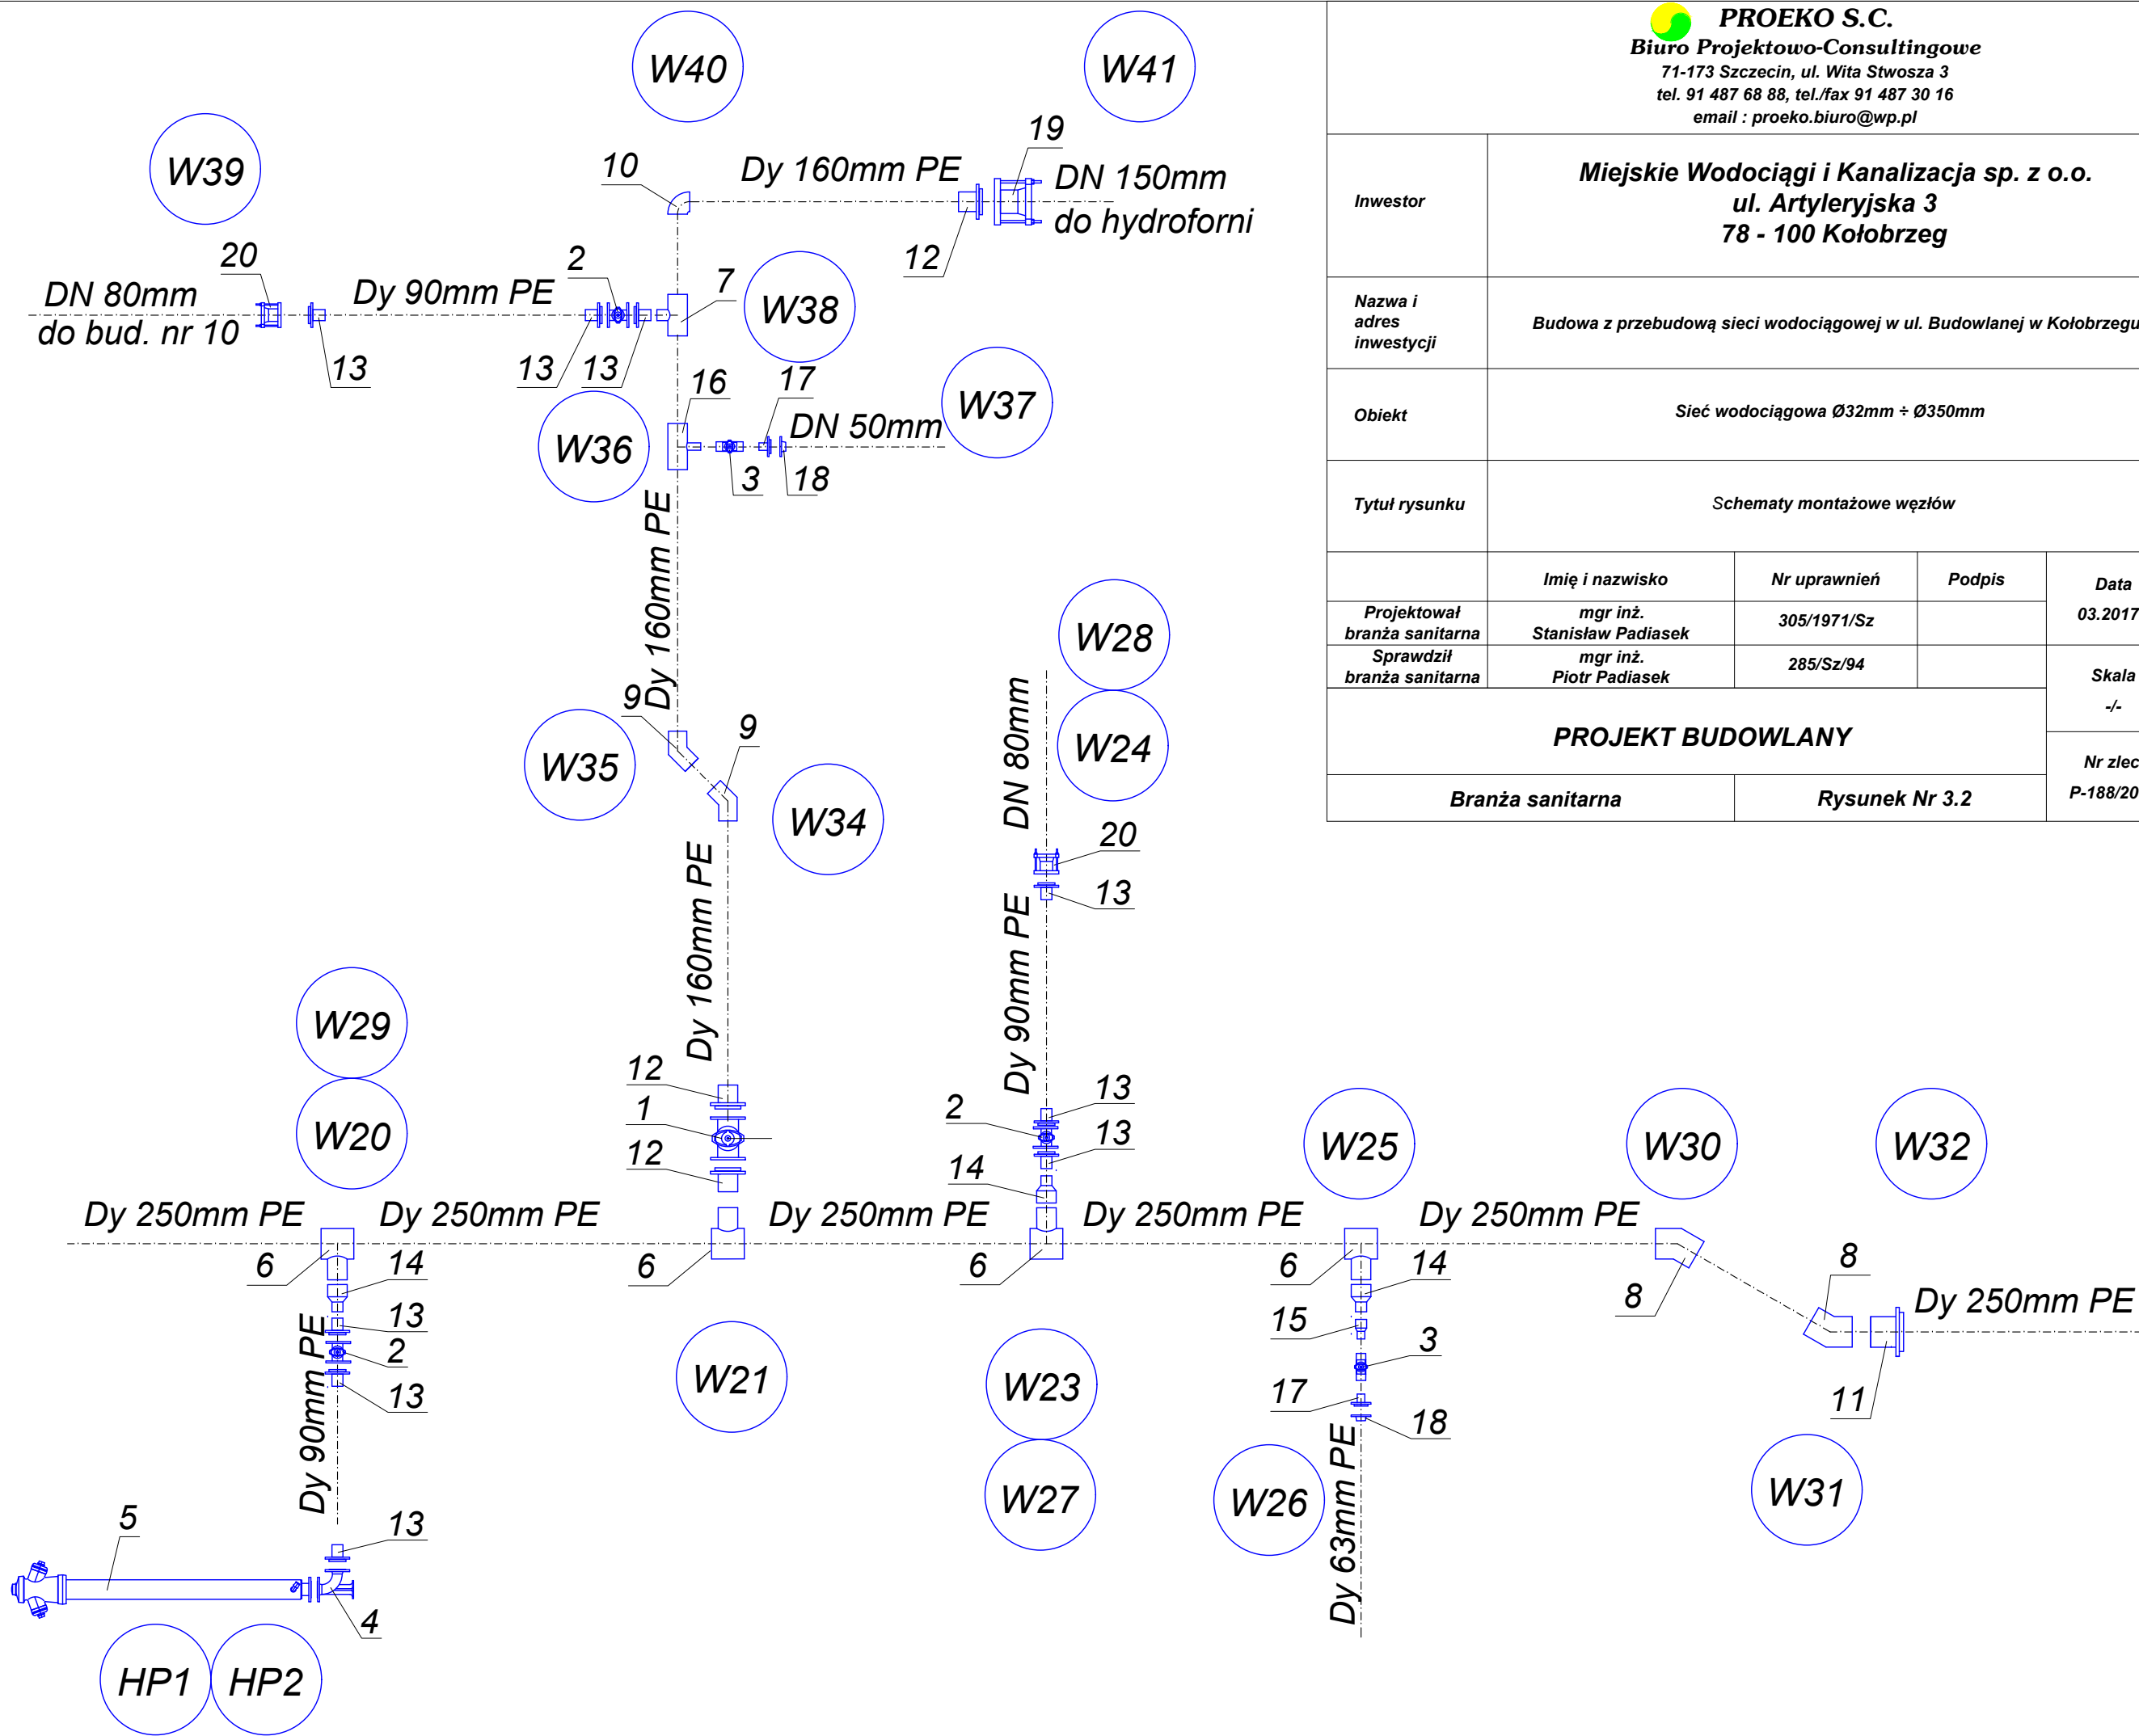 W40
W41
W39
10
Dy 160mm PE
19
DN 150mm
do hydroforni
12
20
2
7
W38
DN 80mm
Dy 90mm PE
do bud. nr 10
13
13
13
16
17
W37
W36
DN 50mm
3
18
Dy 160mm PE
9
9
W35
W34
W28
W24
DN 80mm
20
13
Dy 160mm PE
Dy 90mm PE
W29
W20
12
1
12
2
13
13
14
W25
W30
W32
Dy 250mm PE
Dy 250mm PE
Dy 250mm PE
Dy 250mm PE
Dy 250mm PE
6
14
6
6
6
14
8
8
Dy 250mm PE
13
2
13
Dy 90mm PE
15
3
17
18
11
W21
W23
W27
W26
W31
Dy 63mm PE
5
13
4
HP1
HP2
PROEKO S.C.
Biuro Projektowo-Consultingowe
71-173 Szczecin, ul. Wita Stwosza 3
tel. 91 487 68 88, tel./fax 91 487 30 16
email : proeko.biuro@wp.pl
Inwestor
Miejskie Wodociągi i Kanalizacja sp. z o.o.
ul. Artyleryjska 3
78 - 100 Kołobrzeg
Nazwa i
adres
inwestycji
Budowa z przebudową sieci wodociągowej w ul. Budowlanej w Kołobrzegu
Obiekt
Sieć wodociągowa Ø32mm ÷ Ø350mm
Tytuł rysunku
Schematy montażowe węzłów
Imię i nazwisko
Nr uprawnień
Podpis
Data
03.2017
Projektował
branża sanitarna
mgr inż.
Stanisław Padiasek
305/1971/Sz
Sprawdził
branża sanitarna
mgr inż.
Piotr Padiasek
285/Sz/94
Skala
-/-
PROJEKT BUDOWLANY
Nr zlec
P-188/20
Branża sanitarna
Rysunek Nr 3.2